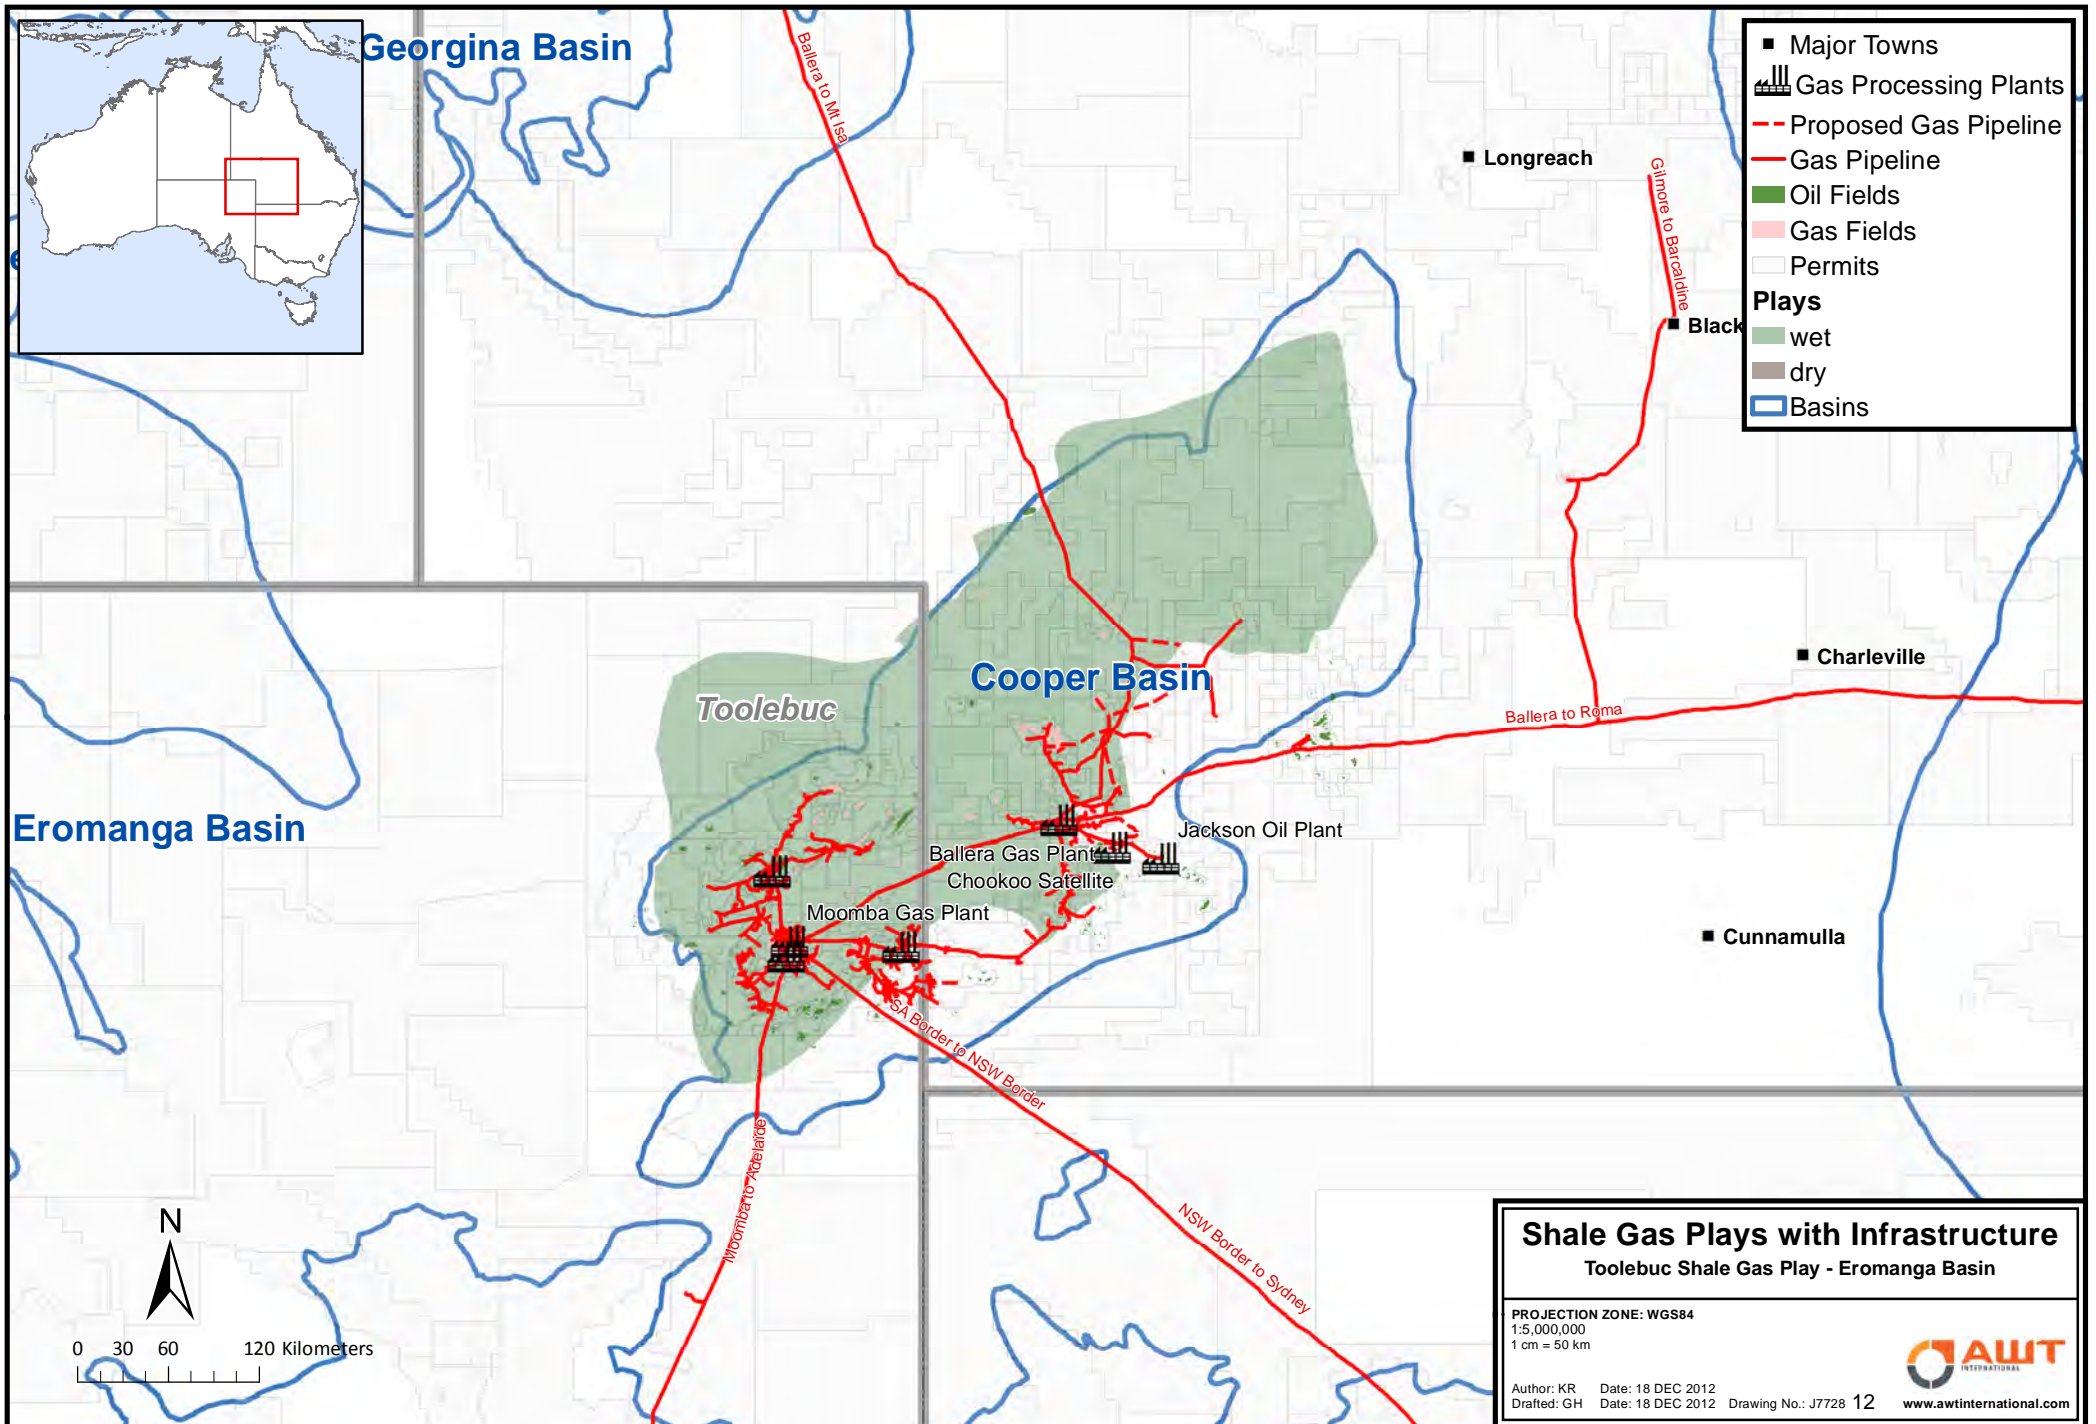 Georgina Basin
Ballera to Mt Isa
Major Towns
Gas Processing Plants
Proposed Gas Pipeline
Gas Pipeline
Oil Fields
Gas Fields
Permits
Plays
wet
dry
Basins
Longreach
Gilmore to Barcaldine
Black
Charleville
Cooper Basin
Toolebuc
Ballera to Roma
Eromanga Basin
Jackson Oil Plant
Ballera Gas Plant
Chookoo Satellite
Moomba Gas Plant
Cunnamulla
SA Border to NSW Border
Moomba to Adelaide
NSW Border to Sydney
N
0 30 60 120 Kilometers
Shale Gas Plays with Infrastructure
Toolebuc Shale Gas Play - Eromanga Basin
PROJECTION ZONE: WGS84
1:5,000,000
1 cm = 50 km
AWT
INTERNATIONAL
Author: KR Date: 18 DEC 2012
Drafted: GH Date: 18 DEC 2012 Drawing No.: J7728 12 www.awtinternational.com